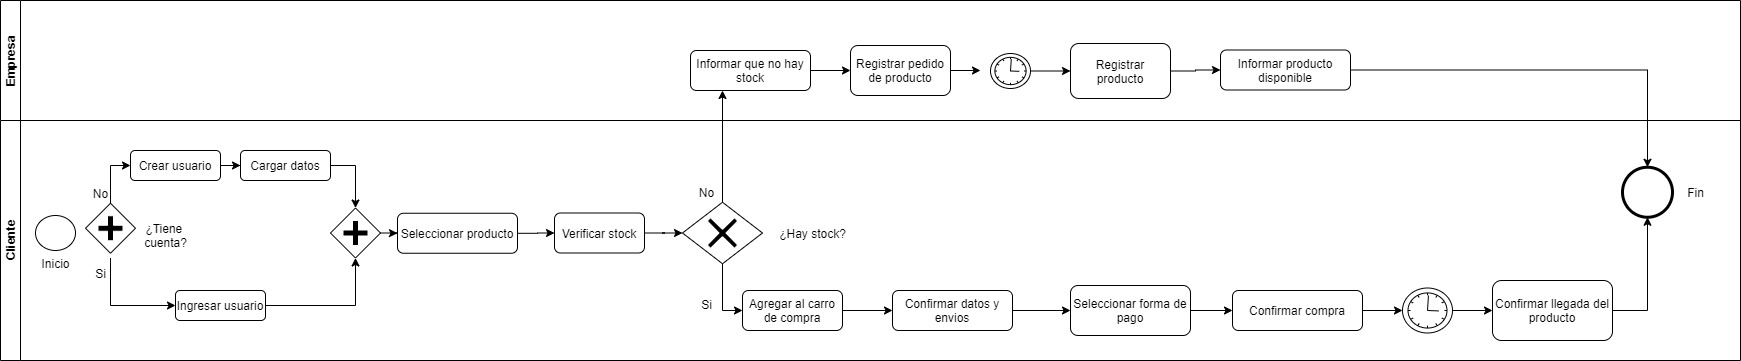 Empresa
Informar que no hay
stock
Registrar pedido
de producto
Registrar
producto
Informar producto
disponible
Cliente
Inicio
No
¿Tiene
cuenta?
Si
Crear usuario
Cargar datos
Ingresar usuario
Seleccionar producto
Verificar stock
No
¿Hay stock?
Si
Agregar al carro
de compra
Confirmar datos y
envios
Seleccionar forma de
pago
Confirmar compra
Confirmar llegada del
producto
Fin